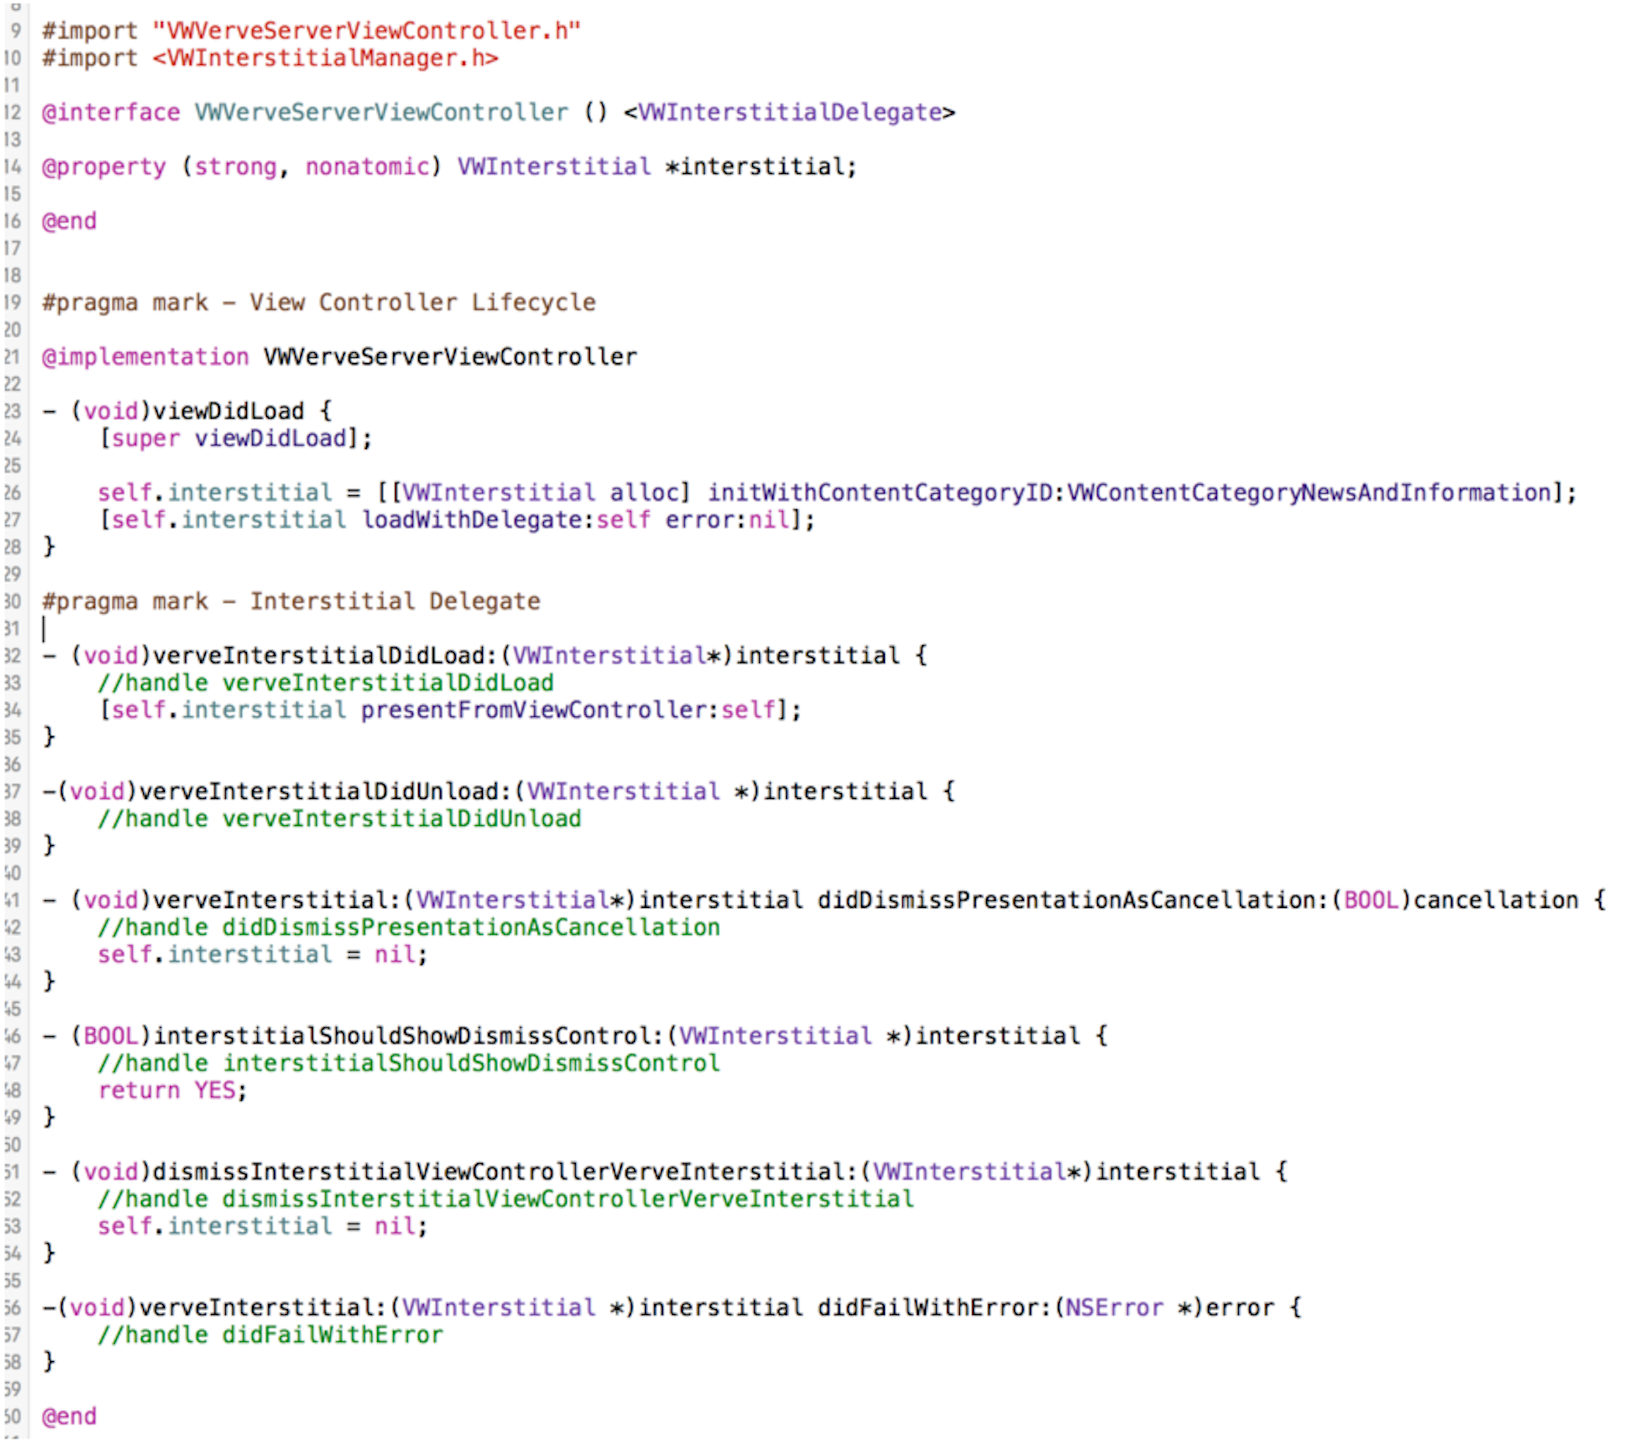 8
9 #import "VWVerveServerViewController.h"
10 #import <VWInterstitialManager.h>
11
12 @interface VWVerveServerViewController () <VWInterstitialDelegate>
13
14 @property (strong, nonatomic) VWInterstitial *interstitial;
15
16 @end
17
18
19 #pragma mark – View Controller Lifecycle
20
21 @implementation VWVerveServerViewController
22
23 – (void)viewDidLoad {
24 [super viewDidLoad];
25
26 self.interstitial = [[VWInterstitial alloc] initWithContentCategoryID:VWContentCategoryNewsAndInformation];
27 [self.interstitial loadWithDelegate:self error:nil];
28 }
29
30 #pragma mark – Interstitial Delegate
31
32 – (void)verveInterstitialDidLoad:(VWInterstitial*)interstitial {
33 //handle verveInterstitialDidLoad
34 [self.interstitial presentFromViewController:self];
35 }
36
37 –(void)verveInterstitialDidUnload:(VWInterstitial *)interstitial {
38 //handle verveInterstitialDidUnload
39 }
40
41 – (void)verveInterstitial:(VWInterstitial*)interstitial didDismissPresentationAsCancellation:(BOOL)cancellation {
42 //handle didDismissPresentationAsCancellation
43 self.interstitial = nil;
44 }
45
46 – (BOOL)interstitialShouldShowDismissControl:(VWInterstitial *)interstitial {
47 //handle interstitialShouldShowDismissControl
48 return YES;
49 }
50
51 – (void)dismissInterstitialViewControllerVerveInterstitial:(VWInterstitial*)interstitial {
52 //handle dismissInterstitialViewControllerVerveInterstitial
53 self.interstitial = nil;
54 }
55
56 –(void)verveInterstitial:(VWInterstitial *)interstitial didFailWithError:(NSError *)error {
57 //handle didFailWithError
58 }
59
60 @end